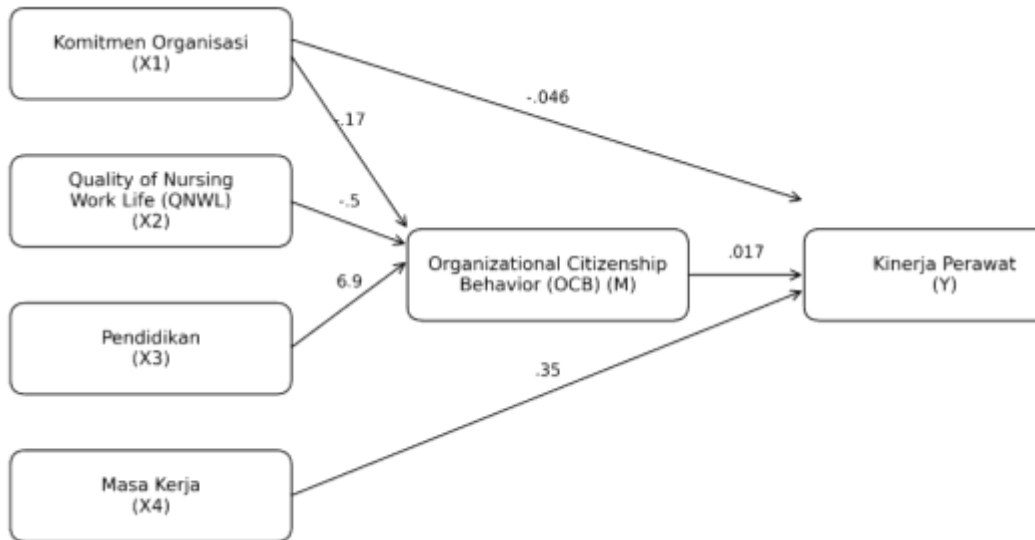 Komitmen Organisasi
(X1)
-.046
-.17
Quality of Nursing
Work Life (QNWL)
(X2)
-.5
Organizational Citizenship
Behavior (OCB) (M)
.017
Kinerja Perawat
(Y)
6.9
Pendidikan
(X3)
.35
Masa Kerja
(X4)